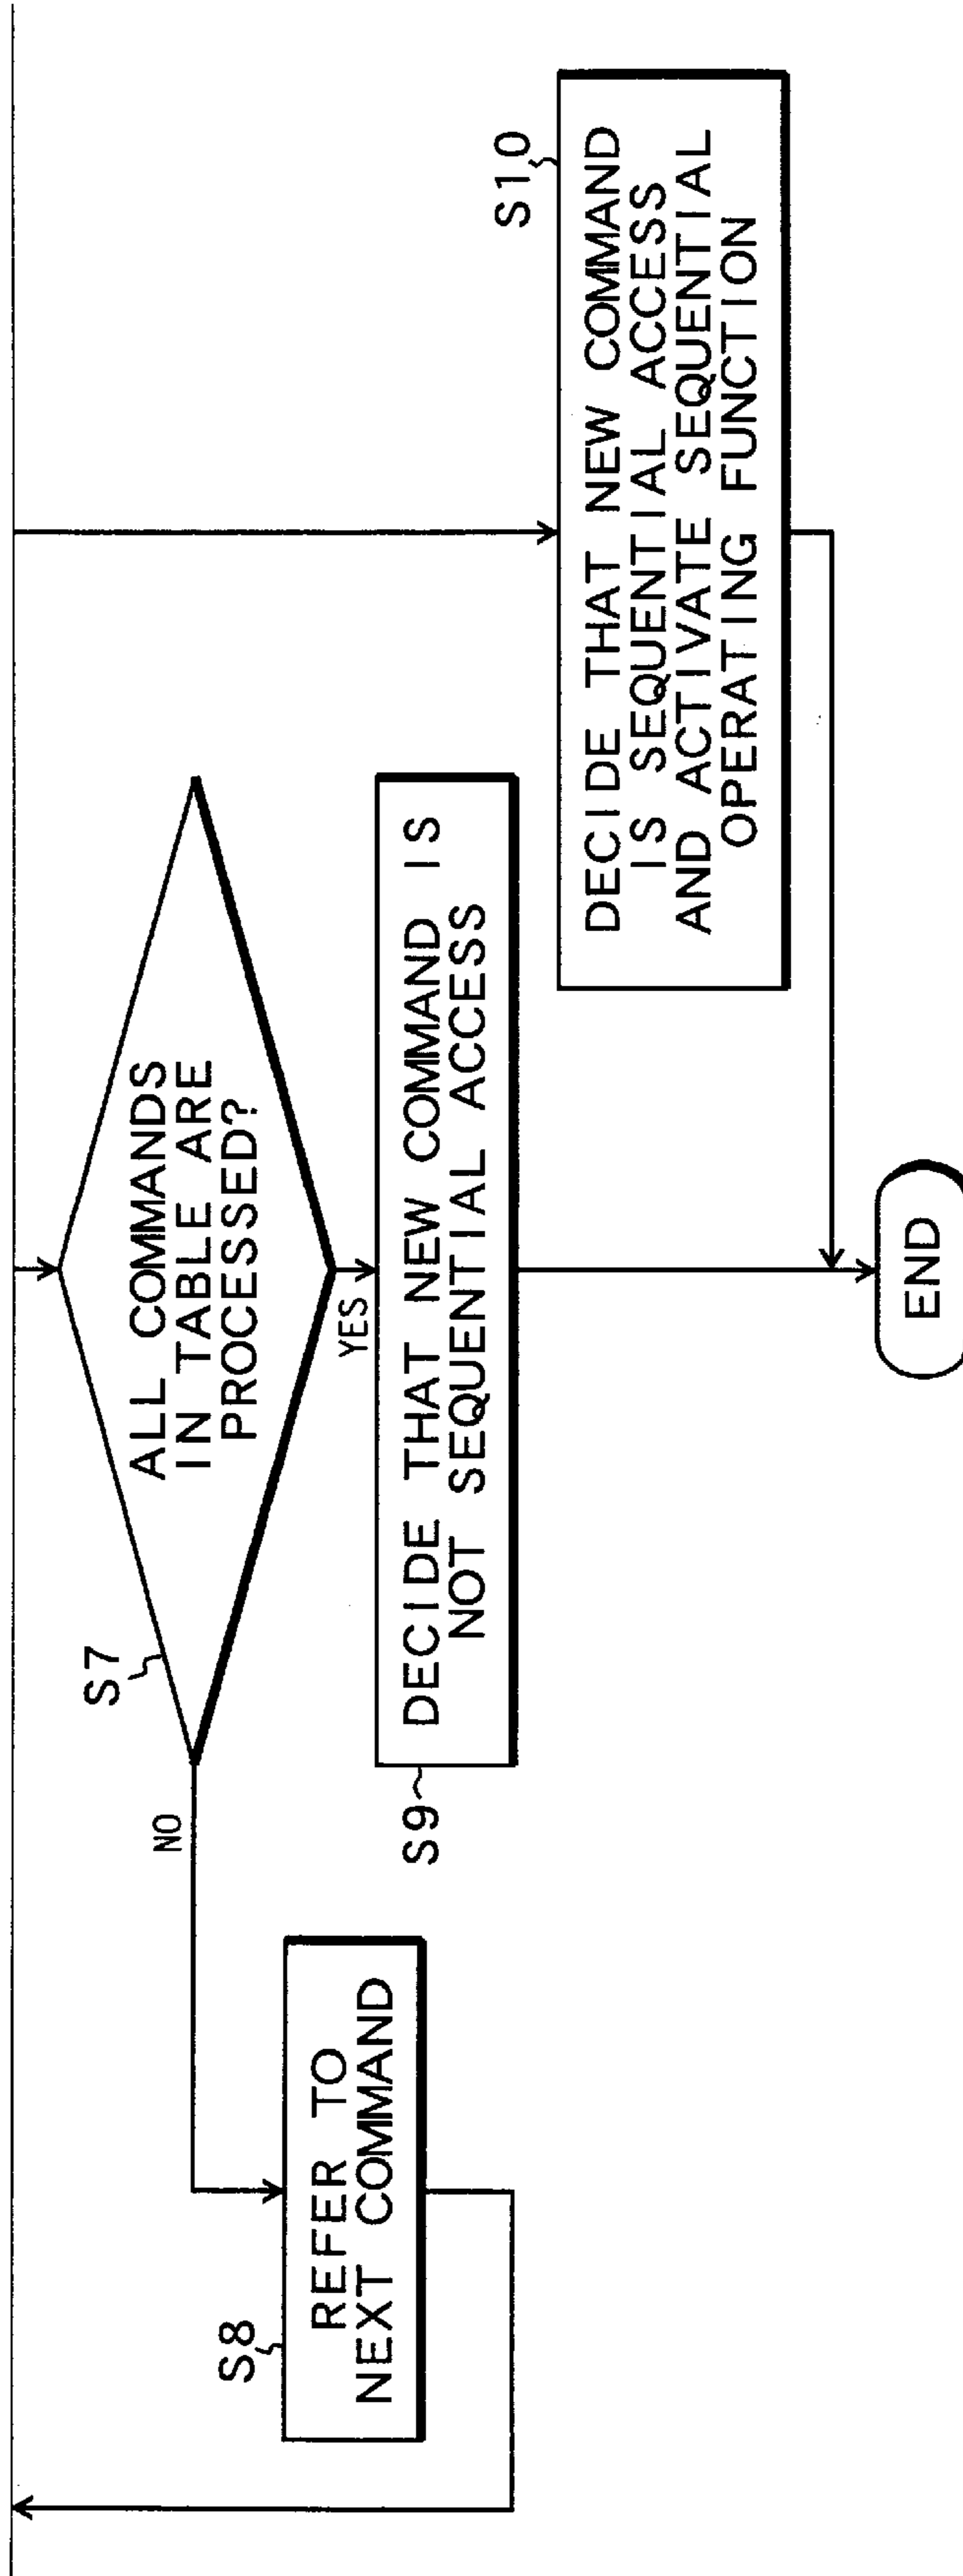 S7
ALL COMMANDS
IN TABLE ARE
PROCESSED?
NO
YES
S8
REFER TO
NEXT COMMAND
S9
DECIDE THAT NEW COMMAND IS
NOT SEQUENTIAL ACCESS
S10
DECIDE THAT NEW COMMAND
IS SEQUENTIAL ACCESS
AND ACTIVATE SEQUENTIAL
OPERATING FUNCTION
END